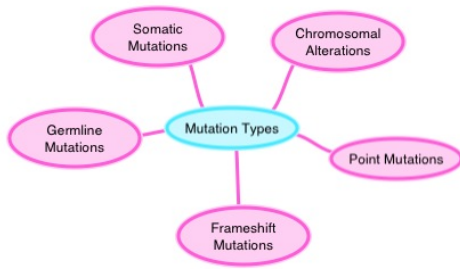 Somatic
Mutations
Chromosomal
Alterations
Germline
Mutations
Mutation Types
Point Mutations
Frameshift
Mutations